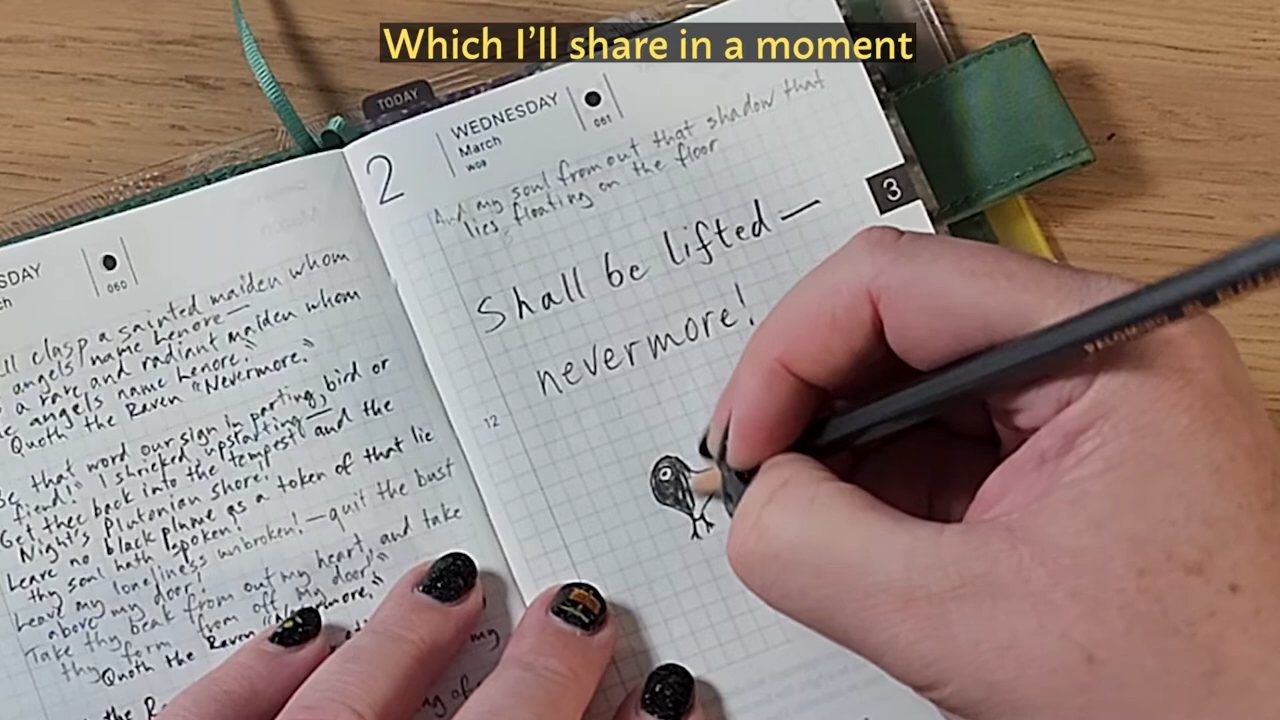 Which I'll share in a moment
TODAY
SDAY
060
ll clasp a sainted maiden whom
angels name Lenore—
a rare and radiant maiden whom
angels name Lenore."
Quoth the Raven "Nevermore."
be that word our sign in parting, bird or
fiend!" I shrieked, upstarting—
Get thee back into the tempest and the
Night's Plutonian shore!
Leave no black plume as a token of that lie
thy soul hath spoken!
Leave my loneliness unbroken!—quit the bust
above my door!
Take thy beak from out my heart, and take
thy form from off my door!"
Quoth the Raven "Nevermore."
my
the
of
2
WEDNESDAY
March
W09
061
And my soul from out that shadow that
lies floating on the floor
Shall be lifted—
nevermore!
12
3